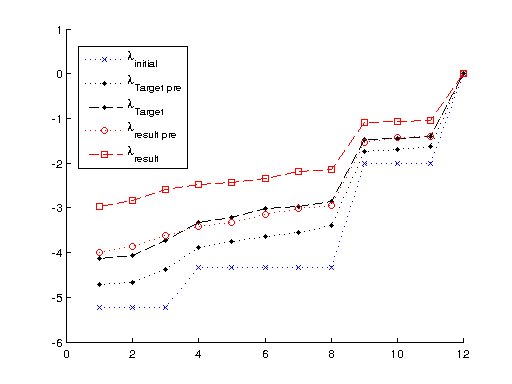 1
0
-1
-2
-3
-4
-5
-6
λinitial
λTarget pre
λTarget
λresult pre
λresult
0 2 4 6 8 10 12